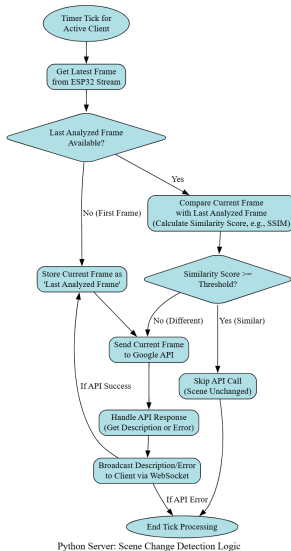 Timer Tick for
Active Client
Get Latest Frame
from ESP32 Stream
Last Analyzed Frame
Available?
Yes
No (First Frame)
Compare Current Frame
with Last Analyzed Frame
(Calculate Similarity Score, e.g., SSIM)
Store Current Frame as
'Last Analyzed Frame'
Similarity Score >=
Threshold?
No (Different)
Yes (Similar)
Send Current Frame
to Google API
If API Success
Skip API Call
(Scene Unchanged)
Handle API Response
(Get Description or Error)
Broadcast Description/Error
to Client via WebSocket
If API Error
End Tick Processing
Python Server: Scene Change Detection Logic